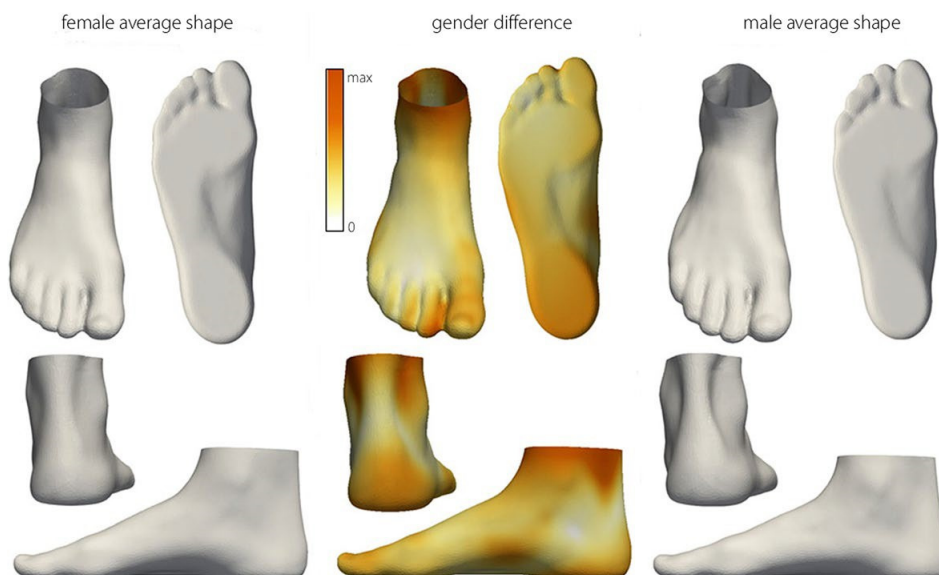 female average shape
gender difference
male average shape
max
0